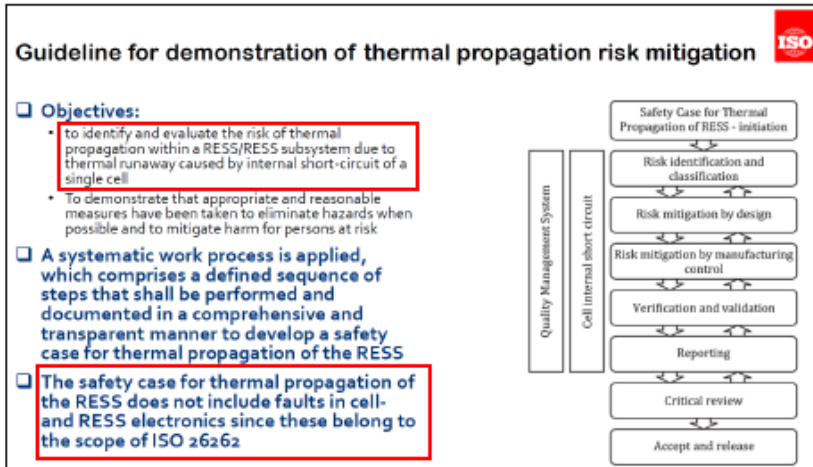 Guideline for demonstration of thermal propagation risk mitigation
ISO
Objectives:
• to identify and evaluate the risk of thermal
propagation within a RESS/RESS subsystem due to
thermal runaway caused by internal short-circuit of a
single cell
• To demonstrate that appropriate and reasonable
measures have been taken to eliminate hazards when
possible and to mitigate harm for persons at risk
A systematic work process is applied,
which comprises a defined sequence of
steps that shall be performed and
documented in a comprehensive and
transparent manner to develop a safety
case for thermal propagation of the RESS
The safety case for thermal propagation of
the RESS does not include faults in cell-
and RESS electronics since these belong to
the scope of ISO 26262
Quality Management System
Cell internal short circuit
Safety Case for Thermal
Propagation of RESS - initiation
Risk identification and
classification
Risk mitigation by design
Risk mitigation by manufacturing
control
Verification and validation
Reporting
Critical review
Accept and release